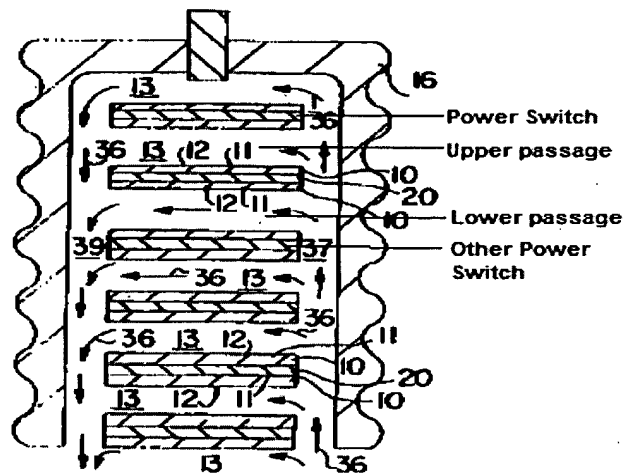 13
16
36
Power Switch
36 13 12 11
Upper passage
10
20
12 11 10
Lower passage
39 37
Other Power
Switch
36 13
36
36 13 12 11
10
20
13 12 11 10
36
13